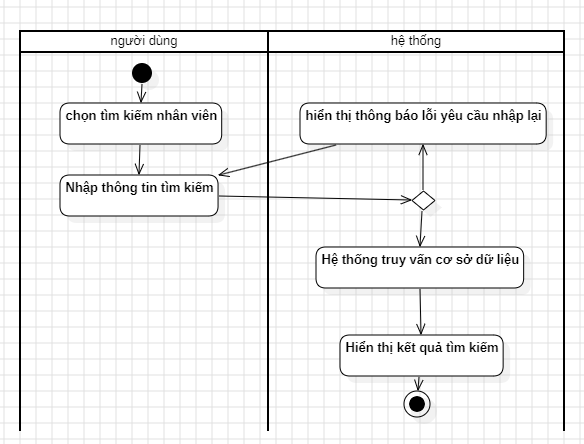 người dùng
hệ thống
chọn tìm kiếm nhân viên
hiển thị thông báo lỗi yêu cầu nhập lại
Nhập thông tin tìm kiếm
Hệ thống truy vấn cơ sở dữ liệu
Hiển thị kết quả tìm kiếm